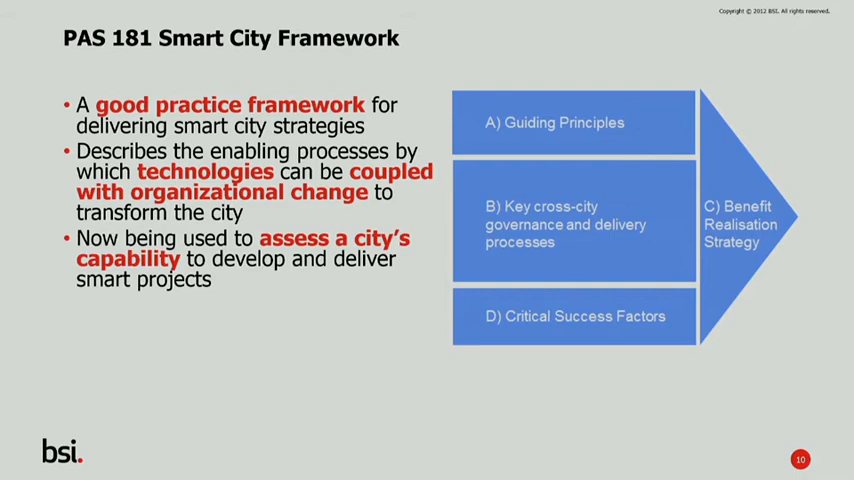 Copyright © 2012 BSI. All rights reserved.
PAS 181 Smart City Framework
• A good practice framework for
delivering smart city strategies
• Describes the enabling processes by
which technologies can be coupled
with organizational change to
transform the city
• Now being used to assess a city's
capability to develop and deliver
smart projects
A) Guiding Principles
B) Key cross-city
governance and delivery
processes
C) Benefit
Realisation
Strategy
D) Critical Success Factors
bsi.
10